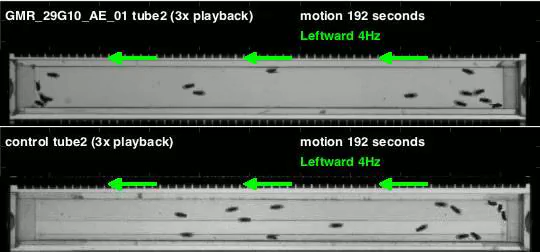 GMR_29G10_AE_01 tube2 (3x playback)
motion 192 seconds
Leftward 4Hz
control tube2 (3x playback)
motion 192 seconds
Leftward 4Hz